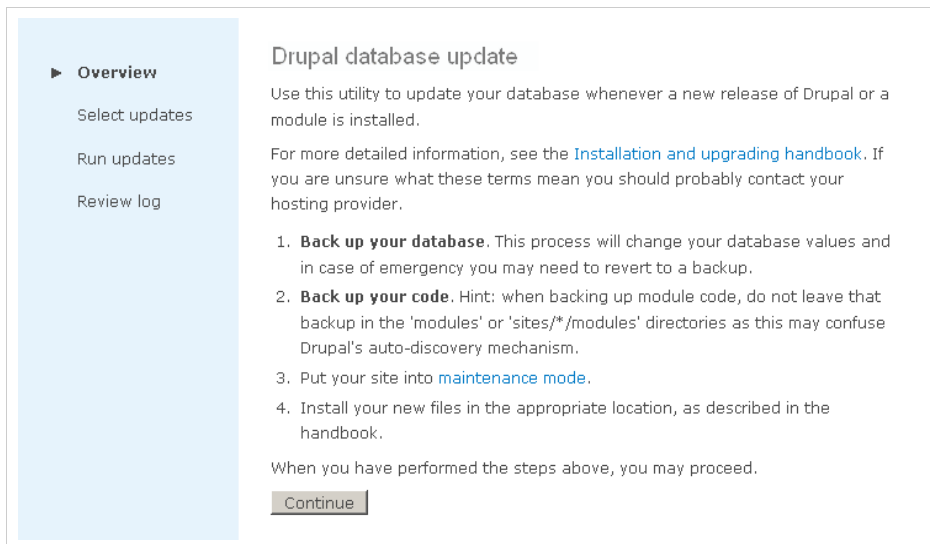 Overview
Select updates
Run updates
Review log
Drupal database update
Use this utility to update your database whenever a new release of Drupal or a
module is installed.
For more detailed information, see the Installation and upgrading handbook. If
you are unsure what these terms mean you should probably contact your
hosting provider.
1. Back up your database. This process will change your database values and
in case of emergency you may need to revert to a backup.
2. Back up your code. Hint: when backing up module code, do not leave that
backup in the 'modules' or 'sites/*/modules' directories as this may confuse
Drupal's auto-discovery mechanism.
3. Put your site into maintenance mode.
4. Install your new files in the appropriate location, as described in the
handbook.
When you have performed the steps above, you may proceed.
Continue